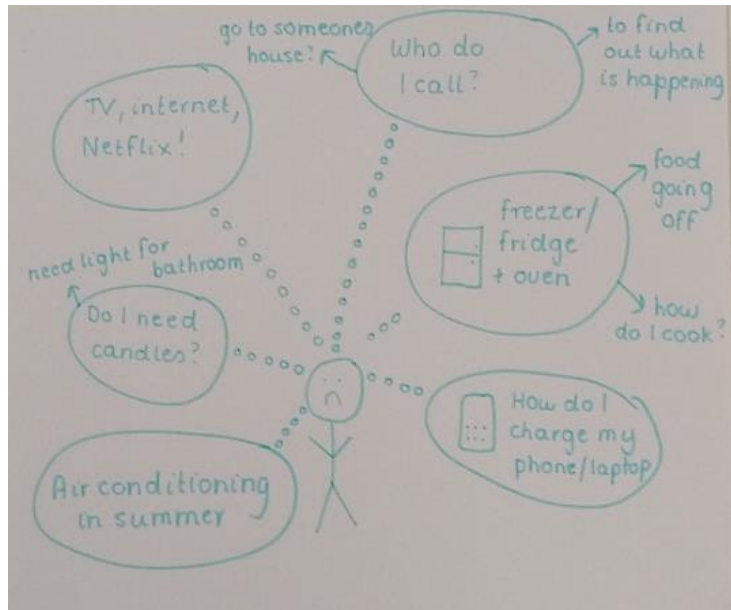 go to someones
house?
Who do
I call?
to find
out what
is happening
TV, internet,
Netflix!
freezer/
fridge
+ oven
food
going
off
how
do I cook?
need light for
bathroom
Do I need
candles?
How do I
charge my
phone/laptop
Air conditioning
in summer